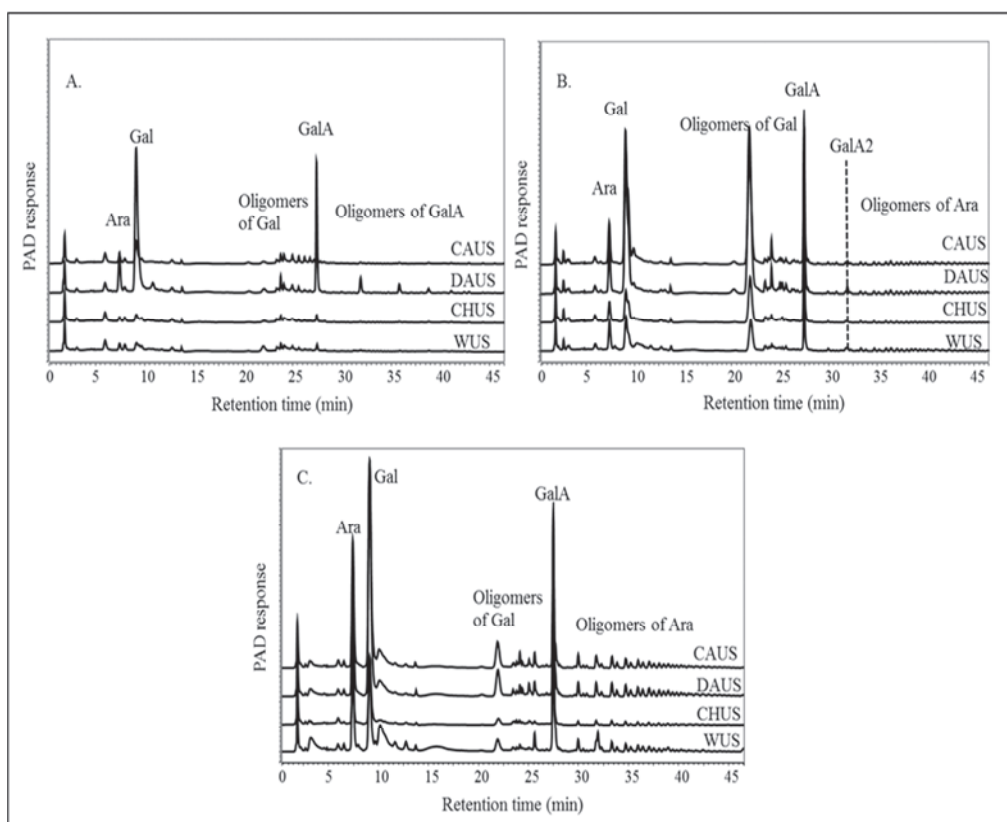 A.
Gal
GalA
Ara
Oligomers
of Gal
Oligomers of GalA
CAUS
DAUS
CHUS
WUS
PAD response
0 5 10 15 20 25 30 35 40 45
Retention time (min)
B.
Gal
Oligomers of Gal
GalA
GalA2
Ara
Oligomers of Ara
CAUS
DAUS
CHUS
WUS
PAD response
0 5 10 15 20 25 30 35 40 45
Retention time (min)
C.
Gal
GalA
Ara
Oligomers
of Gal
Oligomers of Ara
CAUS
DAUS
CHUS
WUS
PAD response
0 5 10 15 20 25 30 35 40 45
Retention time (min)